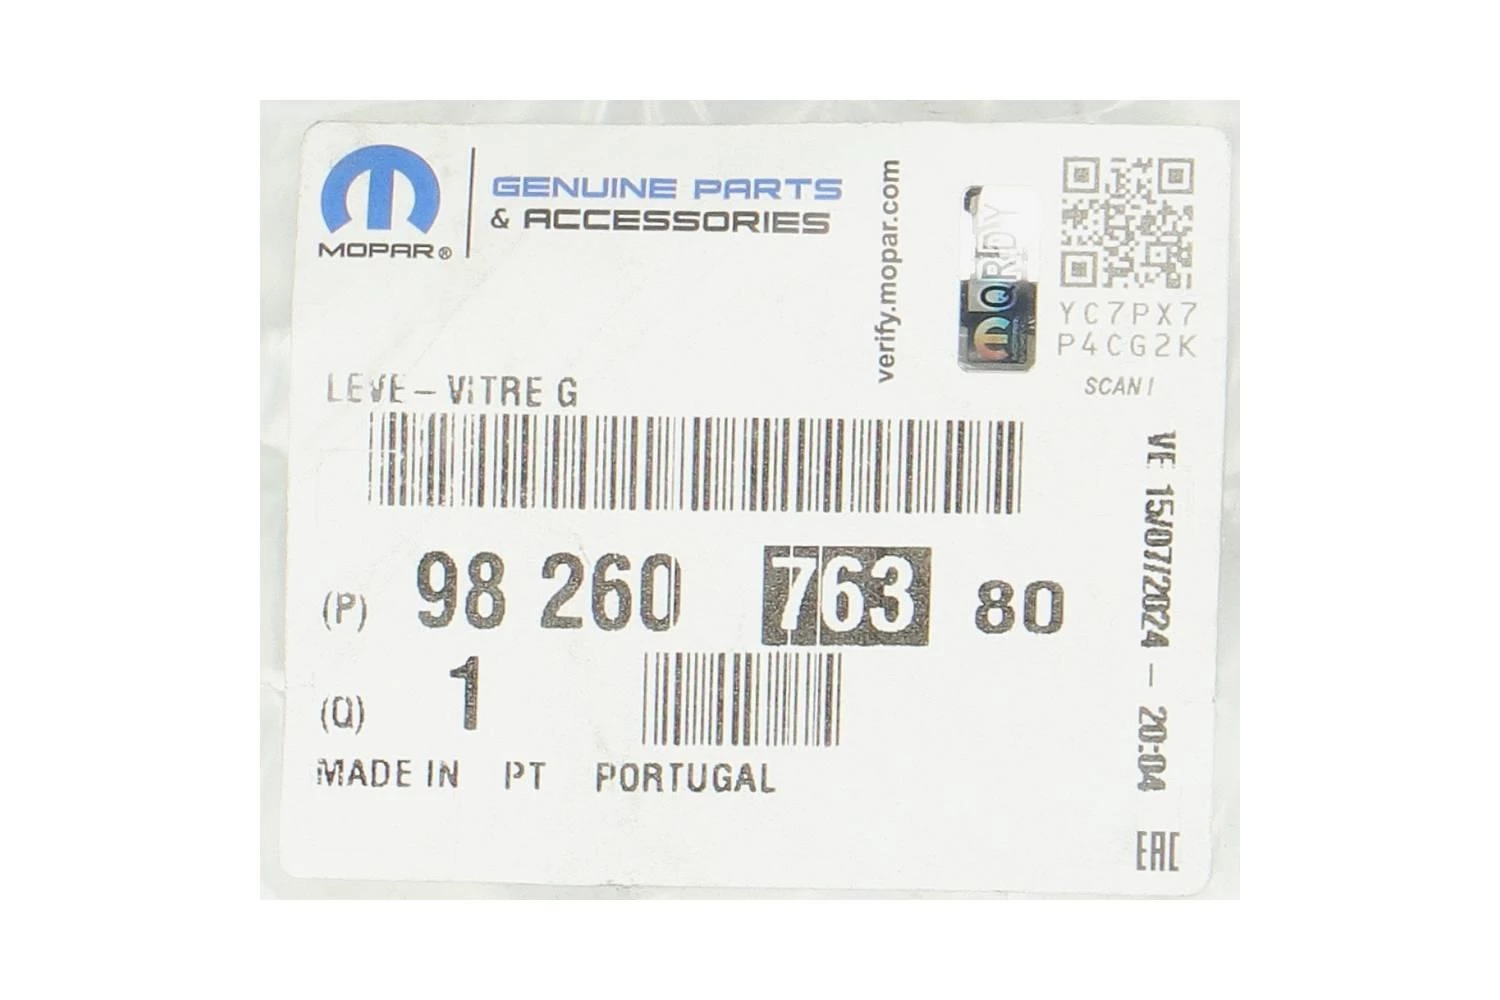 MOPAR®
GENUINE PARTS
& ACCESSORIES
verify.mopar.com
QRDY
YC7PX7
P4CG2K
SCAN
LEVE-VITRE G
(P) 98 260 763 80
(Q) 1
MADE IN PT PORTUGAL
VE 15/07/2024 - 20:04
EAC